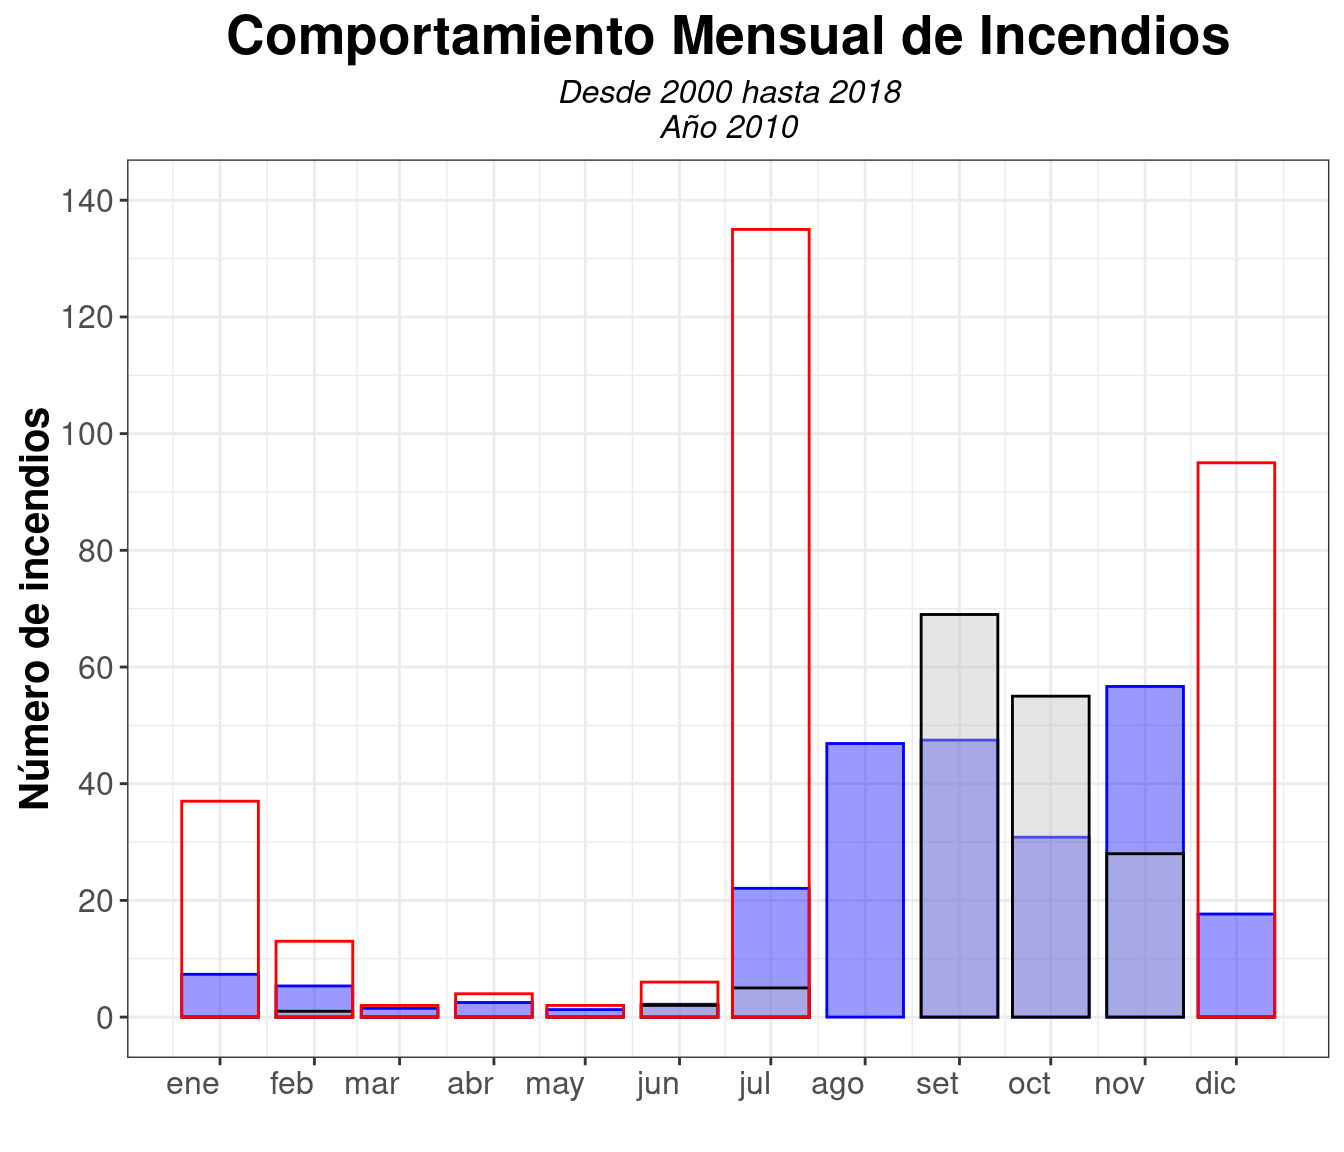 Comportamiento Mensual de Incendios
Desde 2000 hasta 2018
Año 2010
Número de incendios
140
120
100
80
60
40
20
0
ene feb mar abr may jun jul ago set oct nov dic